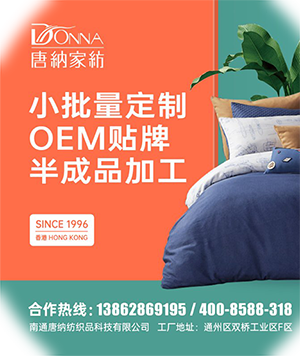 DONNA
唐納家紡
小批量定制
OEM贴牌
半成品加工
SINCE 1996
香港 HONG KONG
合作热线：13862869195 / 400-8588-318
南通唐纳纺织品科技有限公司 工厂地址：通州区双桥工业区F区